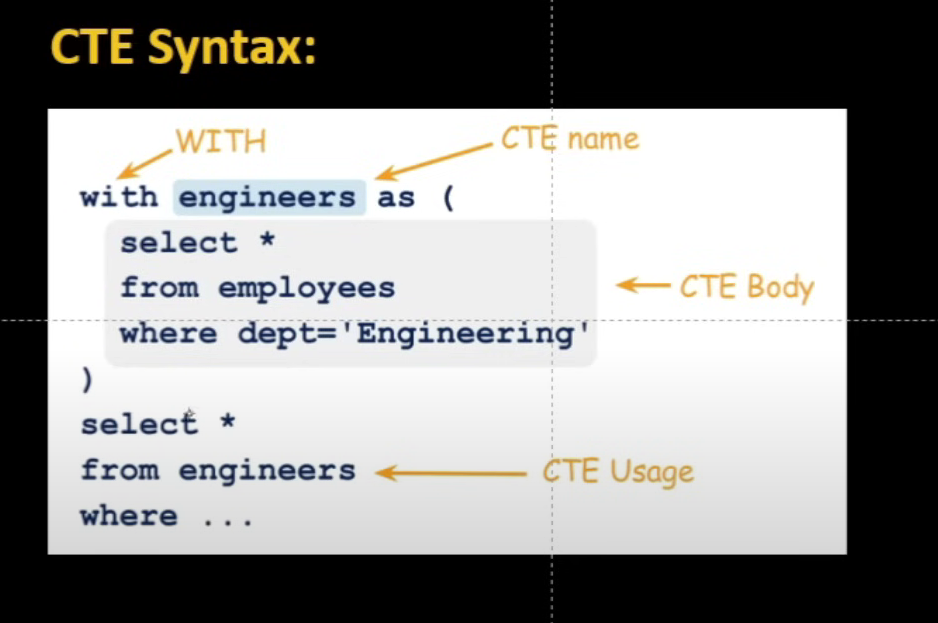 CTE Syntax:
WITH
CTE name
with engineers as (
select *
from employees
CTE Body
where dept='Engineering'
)
select *
from engineers
CTE Usage
where ...